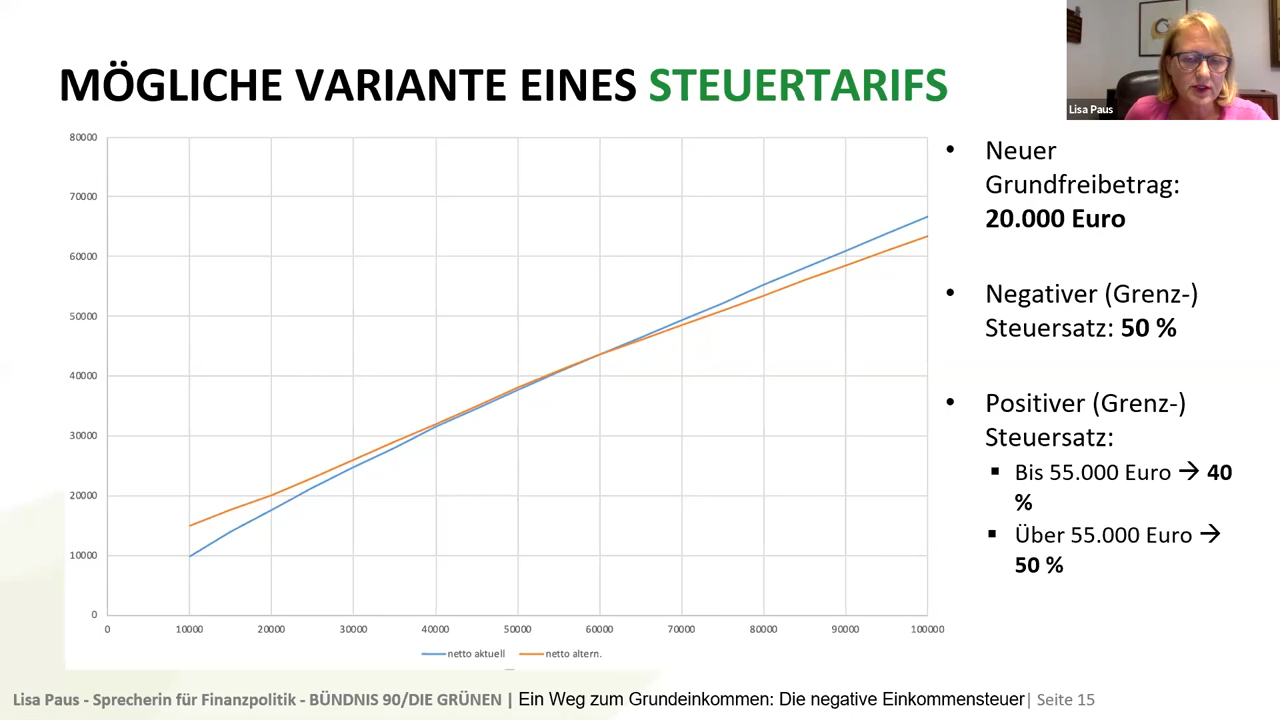 MÖGLICHE VARIANTE EINES STEUERTARIFS
Lisa Paus
80000
70000
60000
50000
40000
30000
20000
10000
0
0 10000 20000 30000 40000 50000 60000 70000 80000 90000 100000
netto aktuell netto altern.
• Neuer
Grundfreibetrag:
20.000 Euro
• Negativer (Grenz-)
Steuersatz: 50 %
• Positiver (Grenz-)
Steuersatz:
▪ Bis 55.000 Euro → 40
%
▪ Über 55.000 Euro →
50 %
Lisa Paus - Sprecherin für Finanzpolitik - BÜNDNIS 90/DIE GRÜNEN | Ein Weg zum Grundeinkommen: Die negative Einkommensteuer| Seite 15